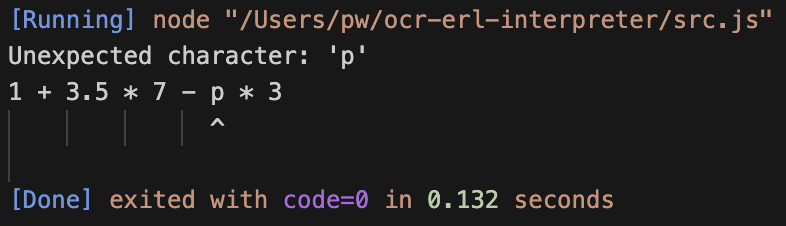 [Running] node "/Users/pw/ocr-erl-interpreter/src.js"
Unexpected character: 'p'
1 + 3.5 * 7 - p * 3
^
[Done] exited with code=0 in 0.132 seconds